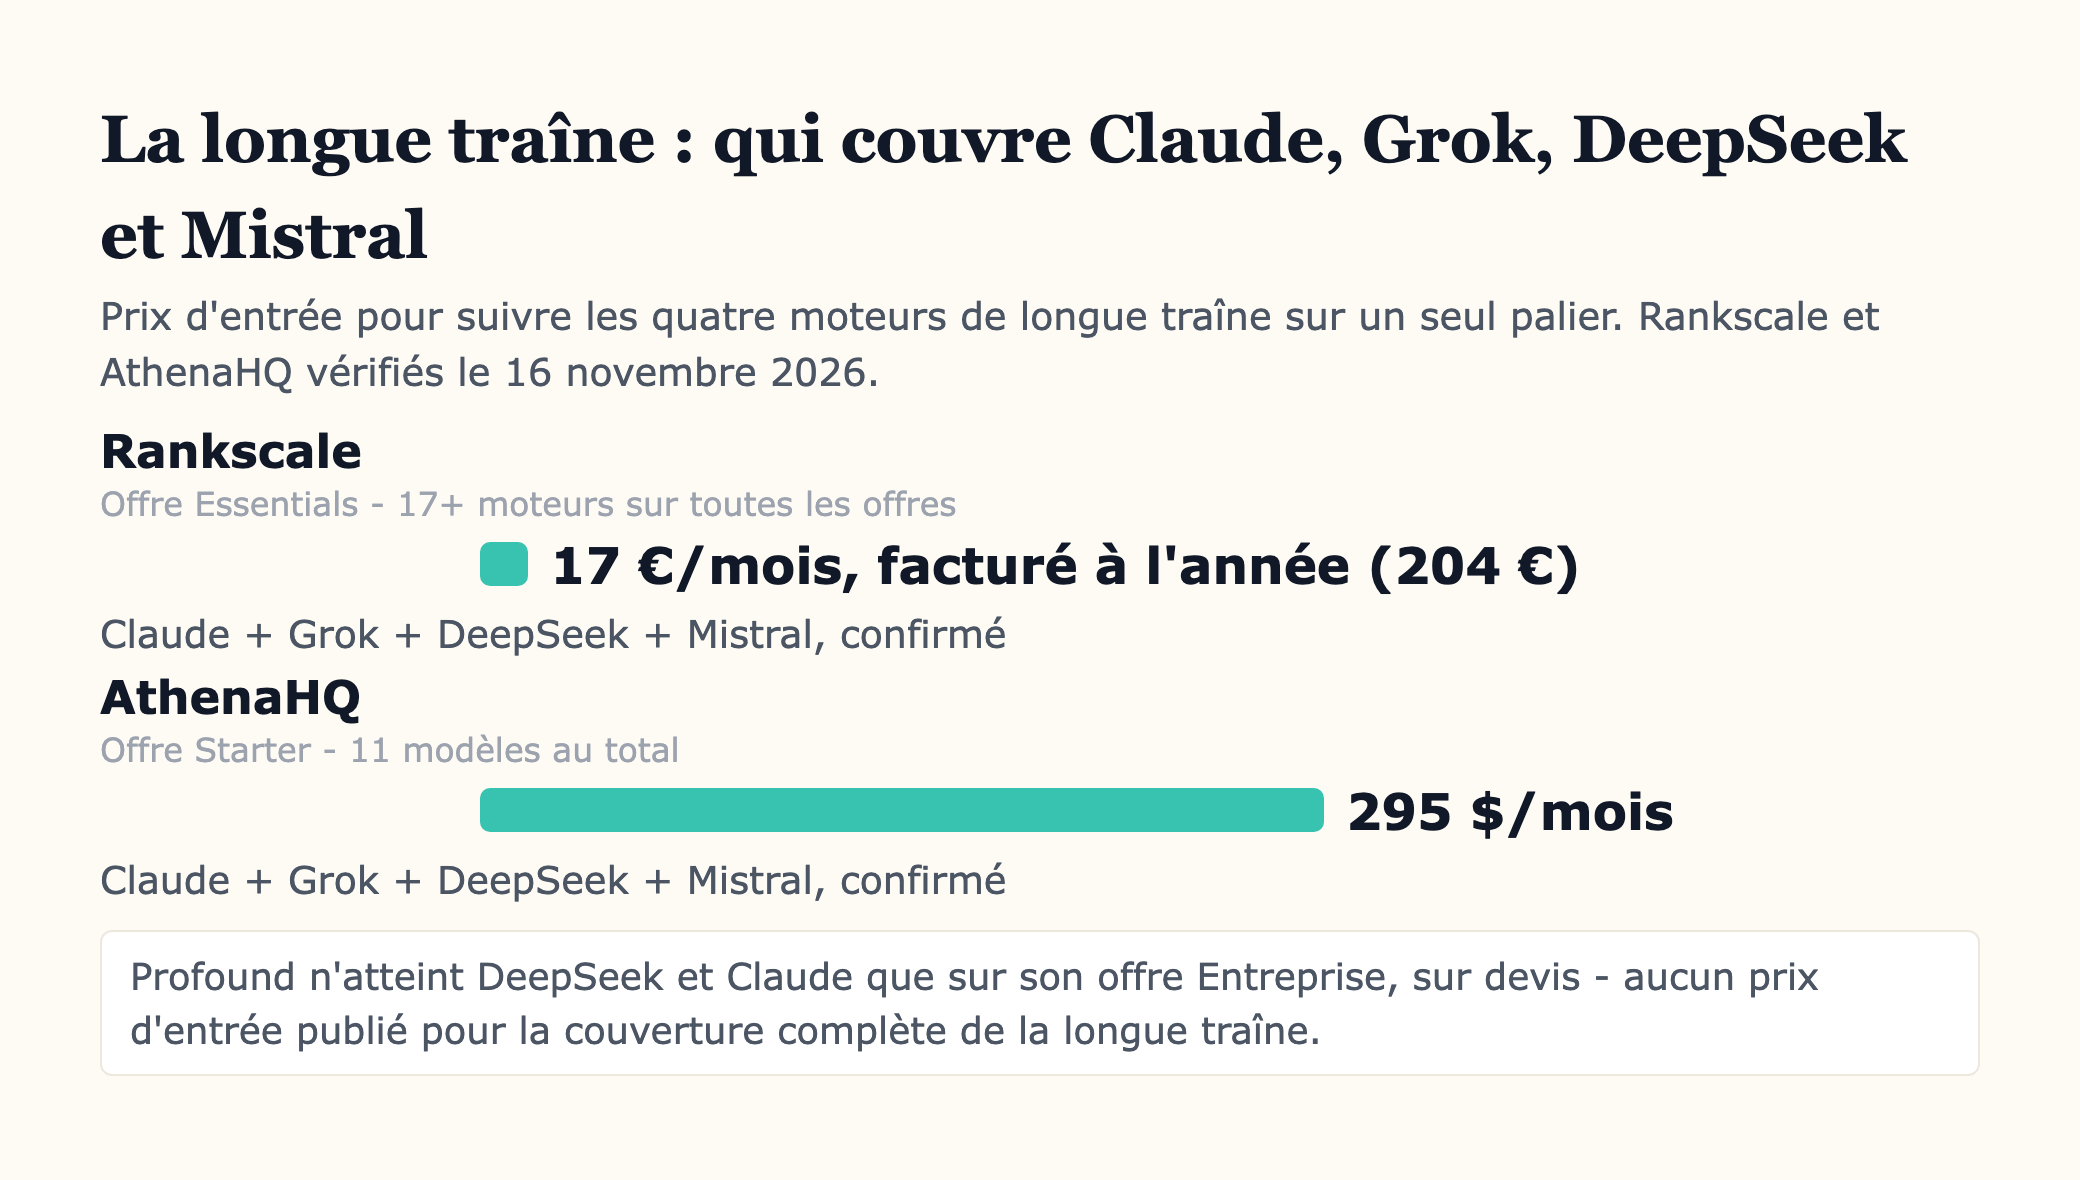 La longue traîne : qui couvre Claude, Grok, DeepSeek
et Mistral
Prix d'entrée pour suivre les quatre moteurs de longue traîne sur un seul palier. Rankscale et
AthenaHQ vérifiés le 16 novembre 2026.
Rankscale
Offre Essentials - 17+ moteurs sur toutes les offres
17 €/mois, facturé à l'année (204 €)
Claude + Grok + DeepSeek + Mistral, confirmé
AthenaHQ
Offre Starter - 11 modèles au total
295 $/mois
Claude + Grok + DeepSeek + Mistral, confirmé
Profound n'atteint DeepSeek et Claude que sur son offre Entreprise, sur devis - aucun prix
d'entrée publié pour la couverture complète de la longue traîne.